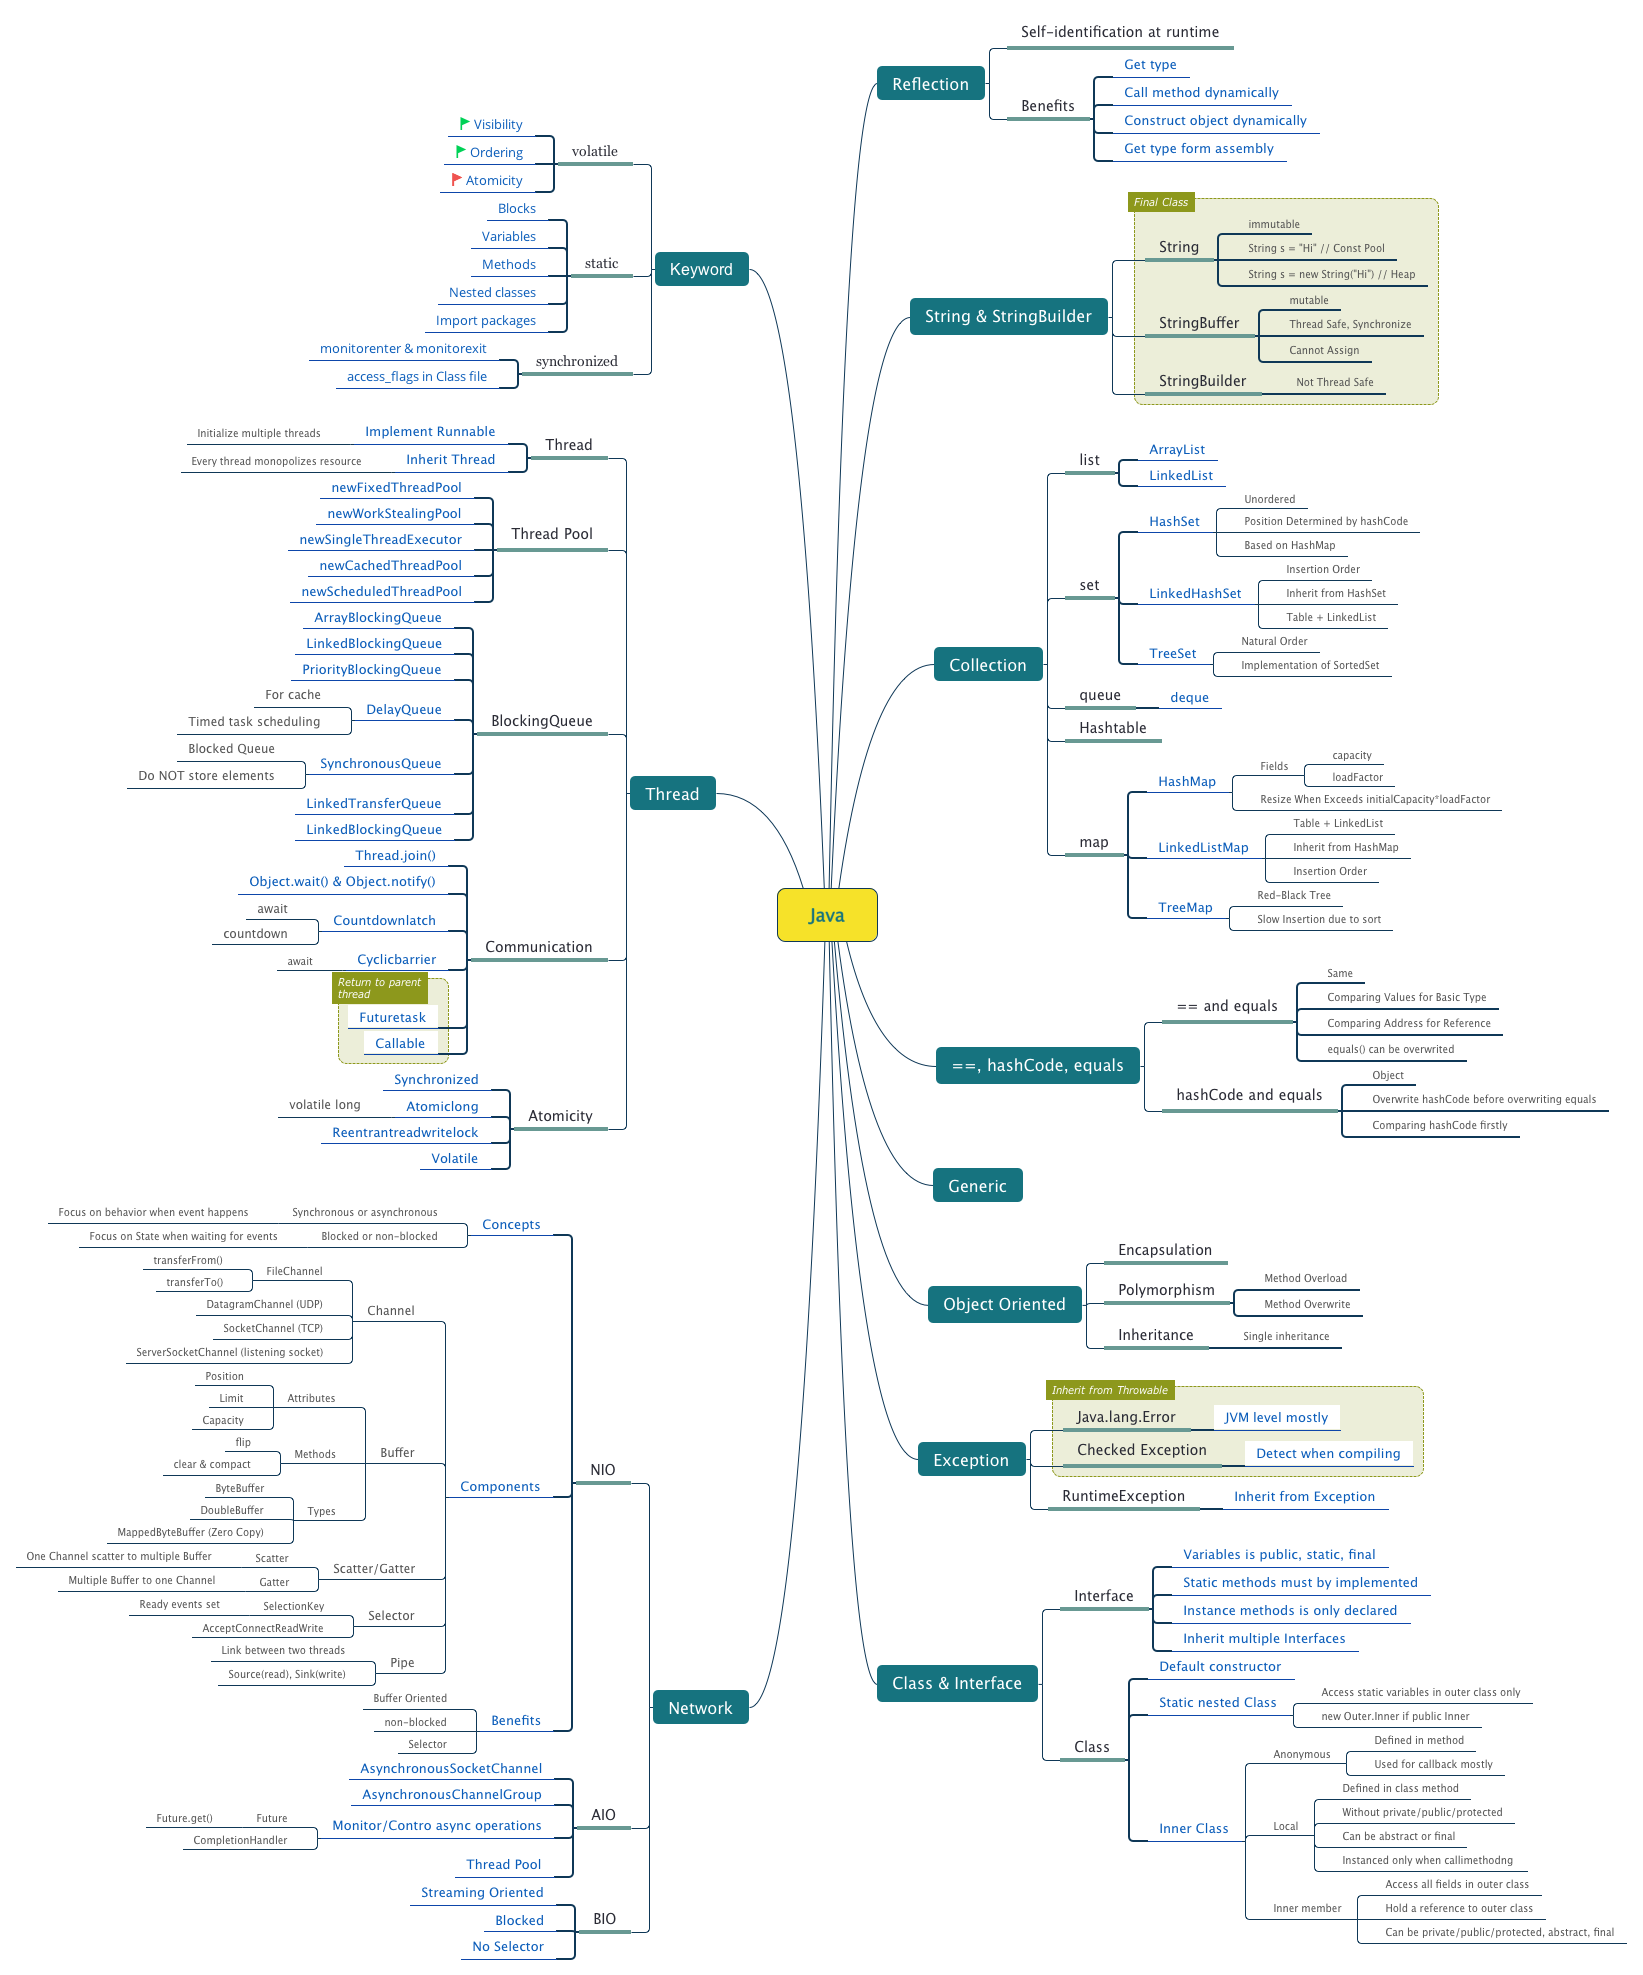 Java
Reflection
Self-identification at runtime
Benefits
Get type
Call method dynamically
Construct object dynamically
Get type form assembly
String & StringBuilder
Final Class
String
immutable
String s = "Hi" // Const Pool
String s = new String("Hi") // Heap
StringBuffer
mutable
Thread Safe, Synchronize
Cannot Assign
StringBuilder
Not Thread Safe
Collection
list
ArrayList
LinkedList
set
HashSet
Unordered
Position Determined by hashCode
Based on HashMap
LinkedHashSet
Insertion Order
Inherit from HashSet
Table + LinkedList
TreeSet
Natural Order
Implementation of SortedSet
queue
deque
Hashtable
map
HashMap
Fields
capacity
loadFactor
Resize When Exceeds initialCapacity*loadFactor
LinkedListMap
Table + LinkedList
Inherit from HashMap
Insertion Order
TreeMap
Red-Black Tree
Slow Insertion due to sort
==, hashCode, equals
== and equals
Same
Comparing Values for Basic Type
Comparing Address for Reference
equals() can be overwrited
hashCode and equals
Object
Overwrite hashCode before overwriting equals
Comparing hashCode firstly
Generic
Object Oriented
Encapsulation
Polymorphism
Method Overload
Method Overwrite
Inheritance
Single inheritance
Exception
Inherit from Throwable
Java.lang.Error
JVM level mostly
Checked Exception
Detect when compiling
RuntimeException
Inherit from Exception
Class & Interface
Interface
Variables is public, static, final
Static methods must by implemented
Instance methods is only declared
Inherit multiple Interfaces
Class
Default constructor
Static nested Class
Access static variables in outer class only
new Outer.Inner if public Inner
Inner Class
Anonymous
Defined in method
Used for callback mostly
Local
Defined in class method
Without private/public/protected
Can be abstract or final
Instanced only when callimethodng
Inner member
Access all fields in outer class
Hold a reference to outer class
Can be private/public/protected, abstract, final
Keyword
volatile
Visibility
Ordering
Atomicity
static
Blocks
Variables
Methods
Nested classes
Import packages
synchronized
monitorenter & monitorexit
access_flags in Class file
Thread
Thread
Implement Runnable
Initialize multiple threads
Inherit Thread
Every thread monopolizes resource
Thread Pool
newFixedThreadPool
newWorkStealingPool
newSingleThreadExecutor
newCachedThreadPool
newScheduledThreadPool
BlockingQueue
ArrayBlockingQueue
LinkedBlockingQueue
PriorityBlockingQueue
DelayQueue
For cache
Timed task scheduling
SynchronousQueue
Blocked Queue
Do NOT store elements
LinkedTransferQueue
LinkedBlockingQueue
Communication
Thread.join()
Object.wait() & Object.notify()
Countdownlatch
await
countdown
Cyclicbarrier
await
Return to parent
thread
Futuretask
Callable
Atomicity
Synchronized
Atomiclong
volatile long
Reentrantreadwritelock
Volatile
Network
NIO
Concepts
Synchronous or asynchronous
Focus on behavior when event happens
Blocked or non-blocked
Focus on State when waiting for events
Components
Channel
FileChannel
transferFrom()
transferTo()
DatagramChannel (UDP)
SocketChannel (TCP)
ServerSocketChannel (listening socket)
Buffer
Attributes
Position
Limit
Capacity
Methods
flip
clear & compact
Types
ByteBuffer
DoubleBuffer
MappedByteBuffer (Zero Copy)
Scatter/Gatter
Scatter
One Channel scatter to multiple Buffer
Gatter
Multiple Buffer to one Channel
Selector
SelectionKey
Ready events set
AcceptConnectReadWrite
Pipe
Link between two threads
Source(read), Sink(write)
Benefits
Buffer Oriented
non-blocked
Selector
AIO
AsynchronousSocketChannel
AsynchronousChannelGroup
Monitor/Contro async operations
Future
Future.get()
CompletionHandler
Thread Pool
BIO
Streaming Oriented
Blocked
No Selector